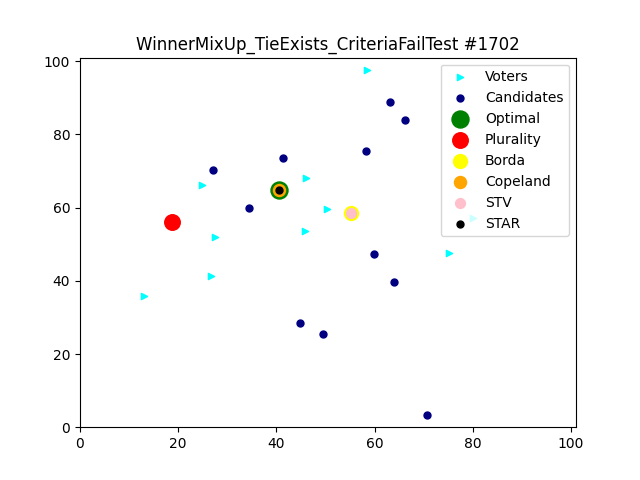 WinnerMixUp_TieExists_CriteriaFailTest #1702
100
80
60
40
20
0
0 20 40 60 80 100
Voters
Candidates
Optimal
Plurality
Borda
Copeland
STV
STAR